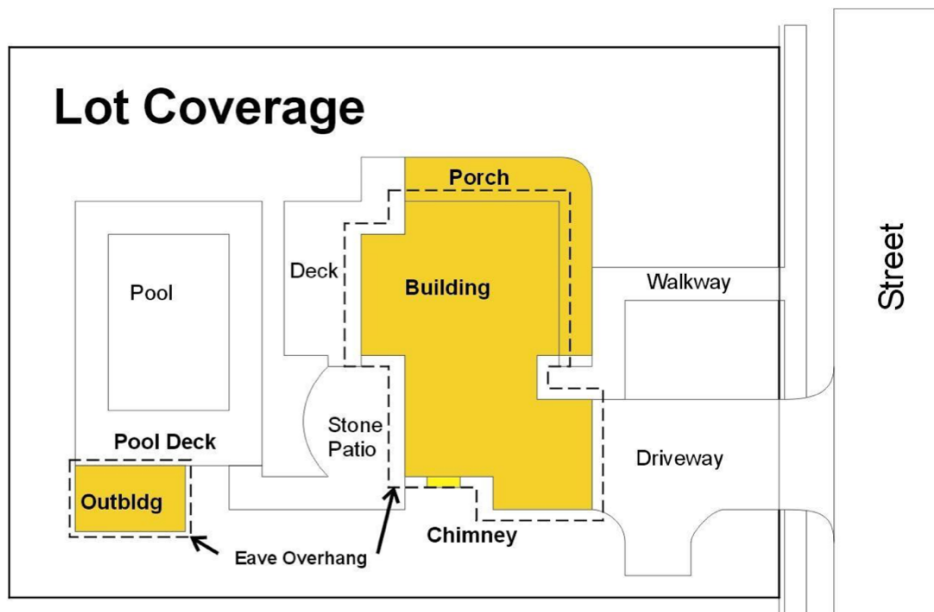 Lot Coverage
Porch
Deck
Building
Pool
Walkway
Street
Stone
Patio
Pool Deck
Driveway
Outbldg
Chimney
Eave Overhang